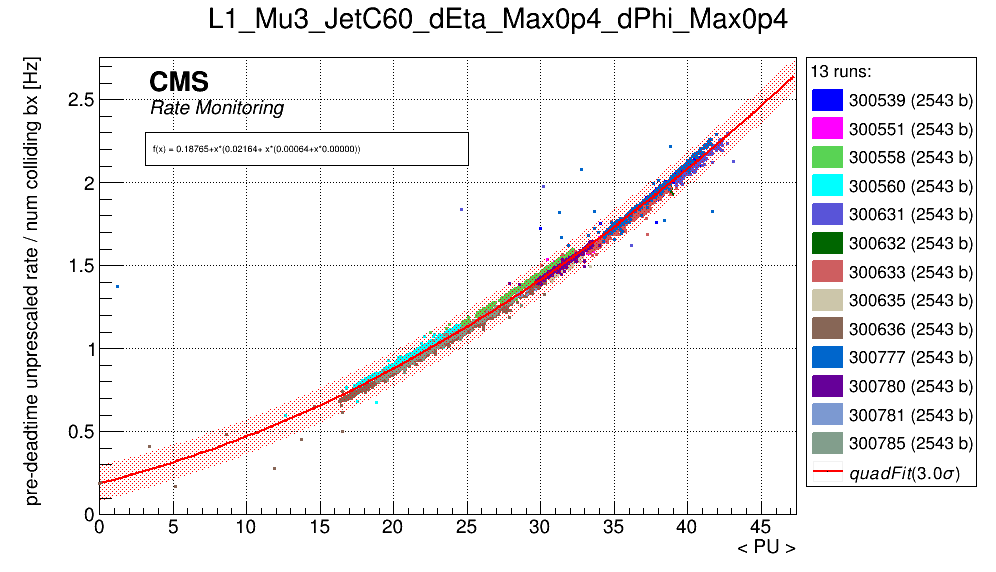 L1_Mu3_JetC60_dEta_Max0p4_dPhi_Max0p4
pre-deadtime unprescaled rate / num colliding bx [Hz]
CMS
Rate Monitoring
f(x) = 0.18765+x*(0.02164+ x*(0.00064+x*0.00000))
2.5
2
1.5
1
0.5
0
0 5 10 15 20 25 30 35 40 45
< PU >
13 runs:
300539 (2543 b)
300551 (2543 b)
300558 (2543 b)
300560 (2543 b)
300631 (2543 b)
300632 (2543 b)
300633 (2543 b)
300635 (2543 b)
300636 (2543 b)
300777 (2543 b)
300780 (2543 b)
300781 (2543 b)
300785 (2543 b)
quadFit(3.0σ)